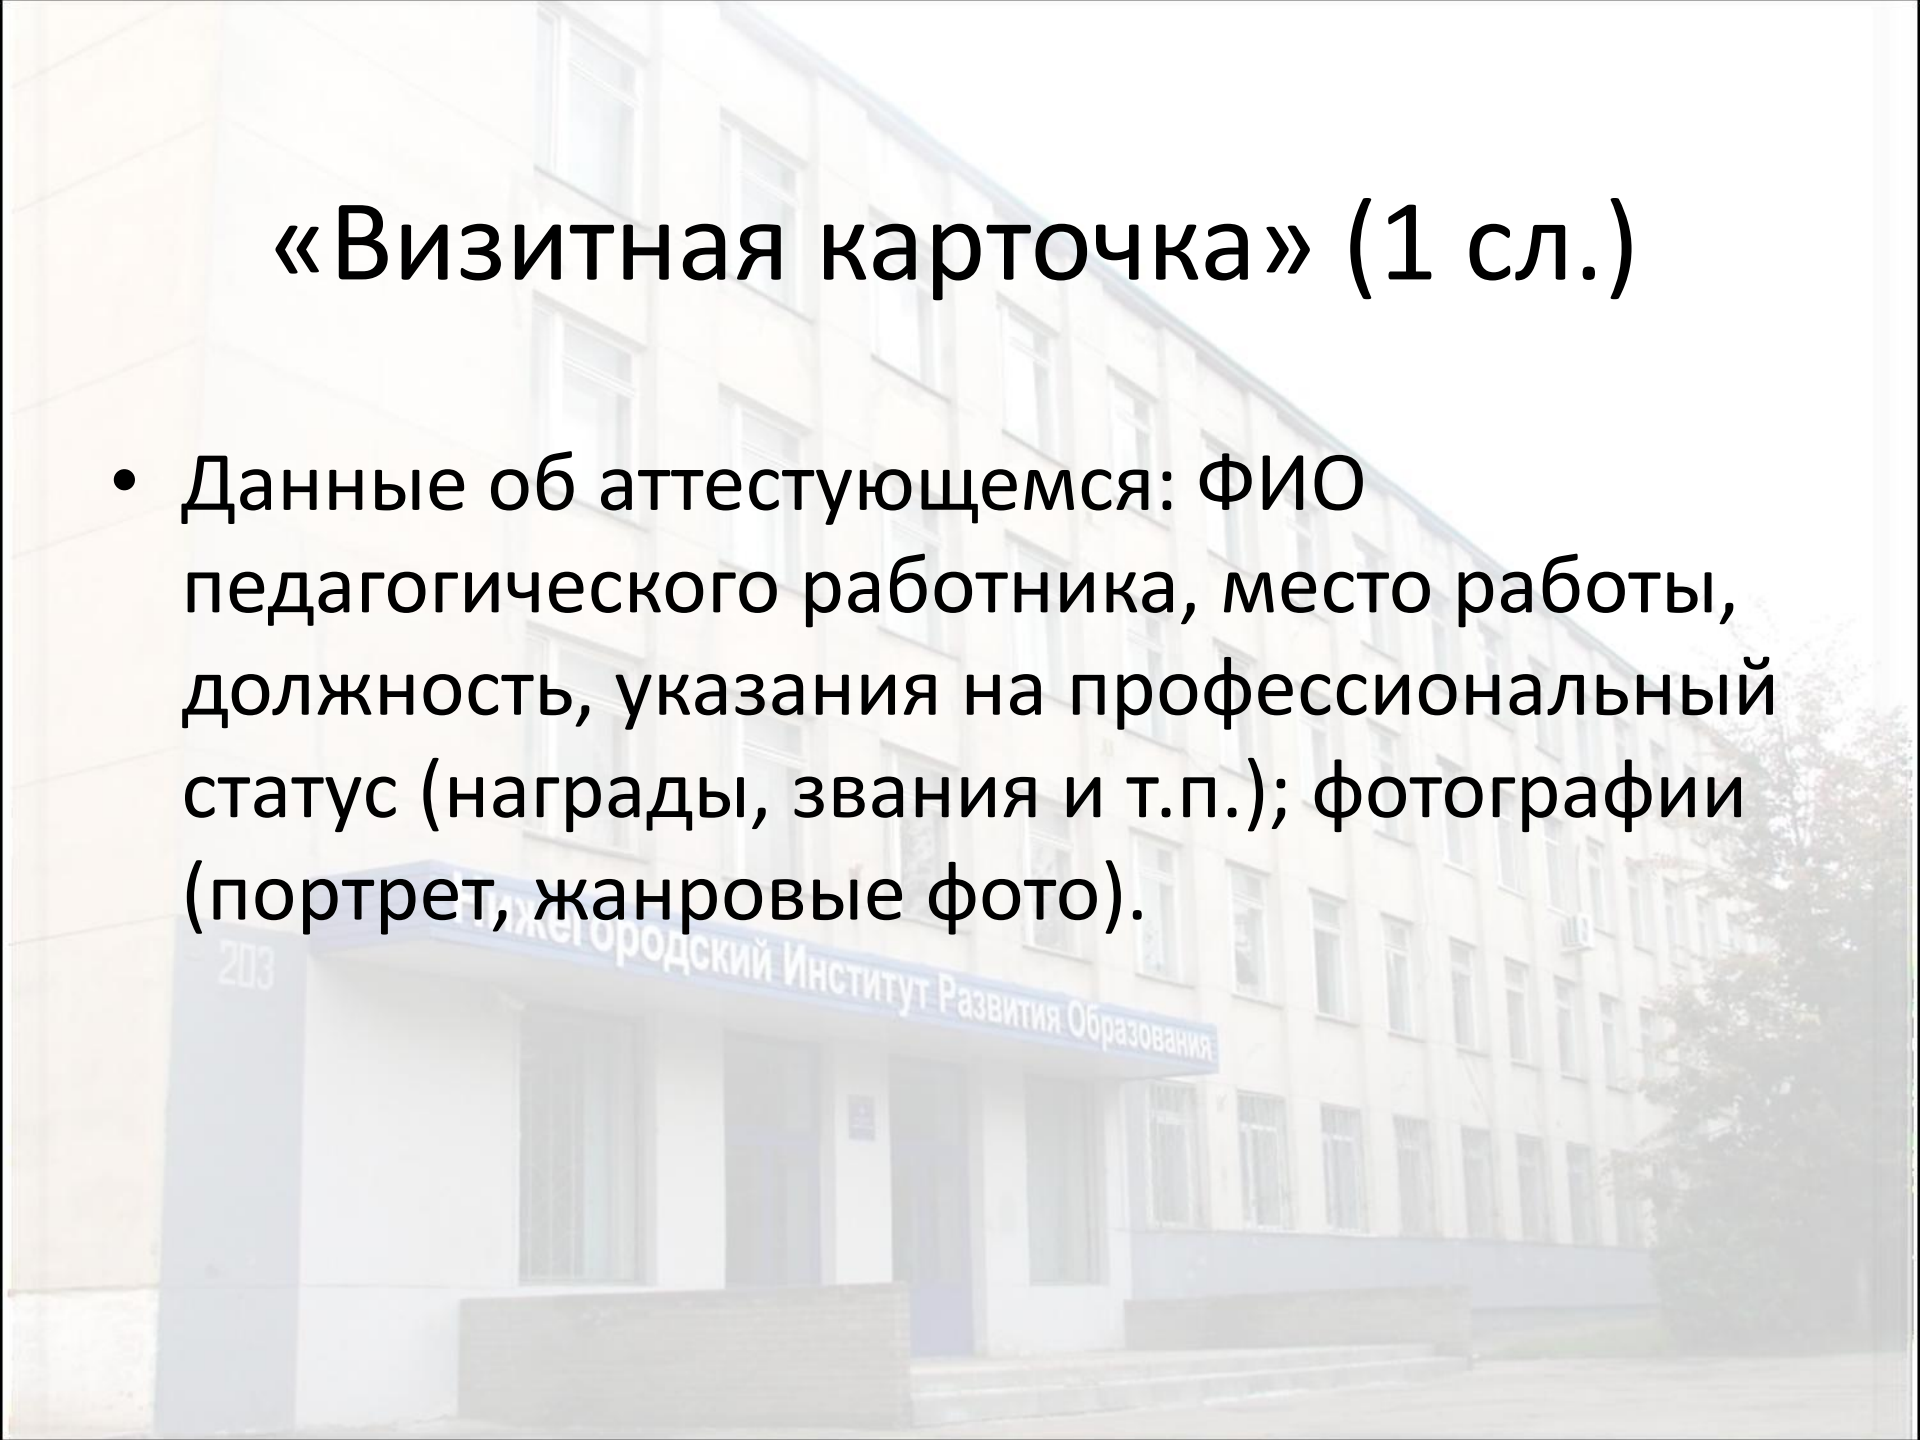 «Визитная карточка» (1 сл.)
• Данные об аттестующемся: ФИО
педагогического работника, место работы,
должность, указания на профессиональный
статус (награды, звания и т.п.); фотографии
(портрет, жанровые фото).
Нижегородский Институт Развития Образования
203